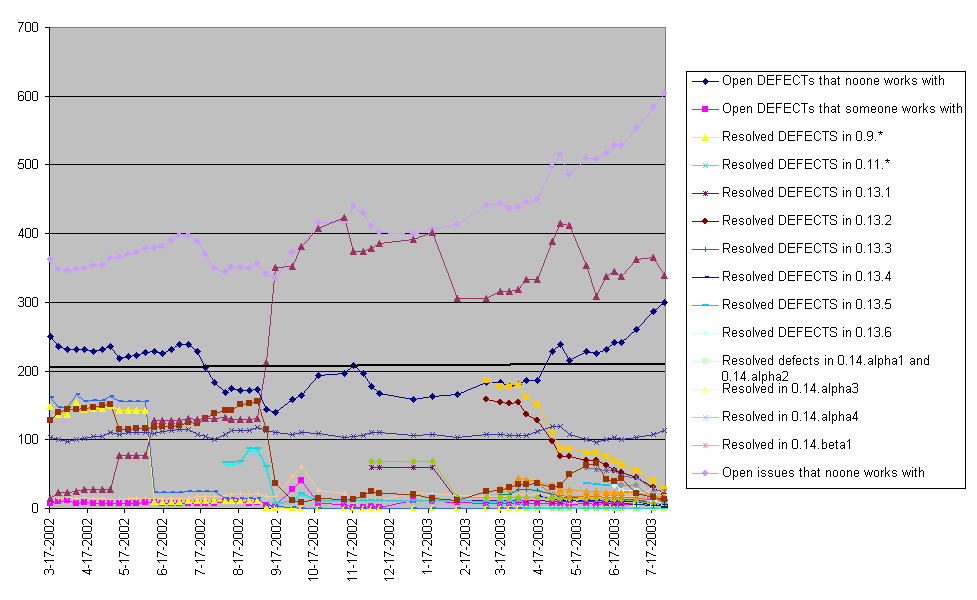 700
600
500
400
300
200
100
0
3-17-2002
4-17-2002
5-17-2002
6-17-2002
7-17-2002
8-17-2002
9-17-2002
10-17-2002
11-17-2002
12-17-2002
1-17-2003
2-17-2003
3-17-2003
4-17-2003
5-17-2003
6-17-2003
7-17-2003
Open DEFECTs that noone works with
Open DEFECTs that someone works with
Resolved DEFECTS in 0.9.*
Resolved DEFECTS in 0.11.*
Resolved DEFECTS in 0.13.1
Resolved DEFECTS in 0.13.2
Resolved DEFECTS in 0.13.3
Resolved DEFECTS in 0.13.4
Resolved DEFECTS in 0.13.5
Resolved DEFECTS in 0.13.6
Resolved defects in 0.14.alpha1 and
0.14.alpha2
Resolved in 0.14.alpha3
Resolved in 0.14.alpha4
Resolved in 0.14.beta1
Open issues that noone works with